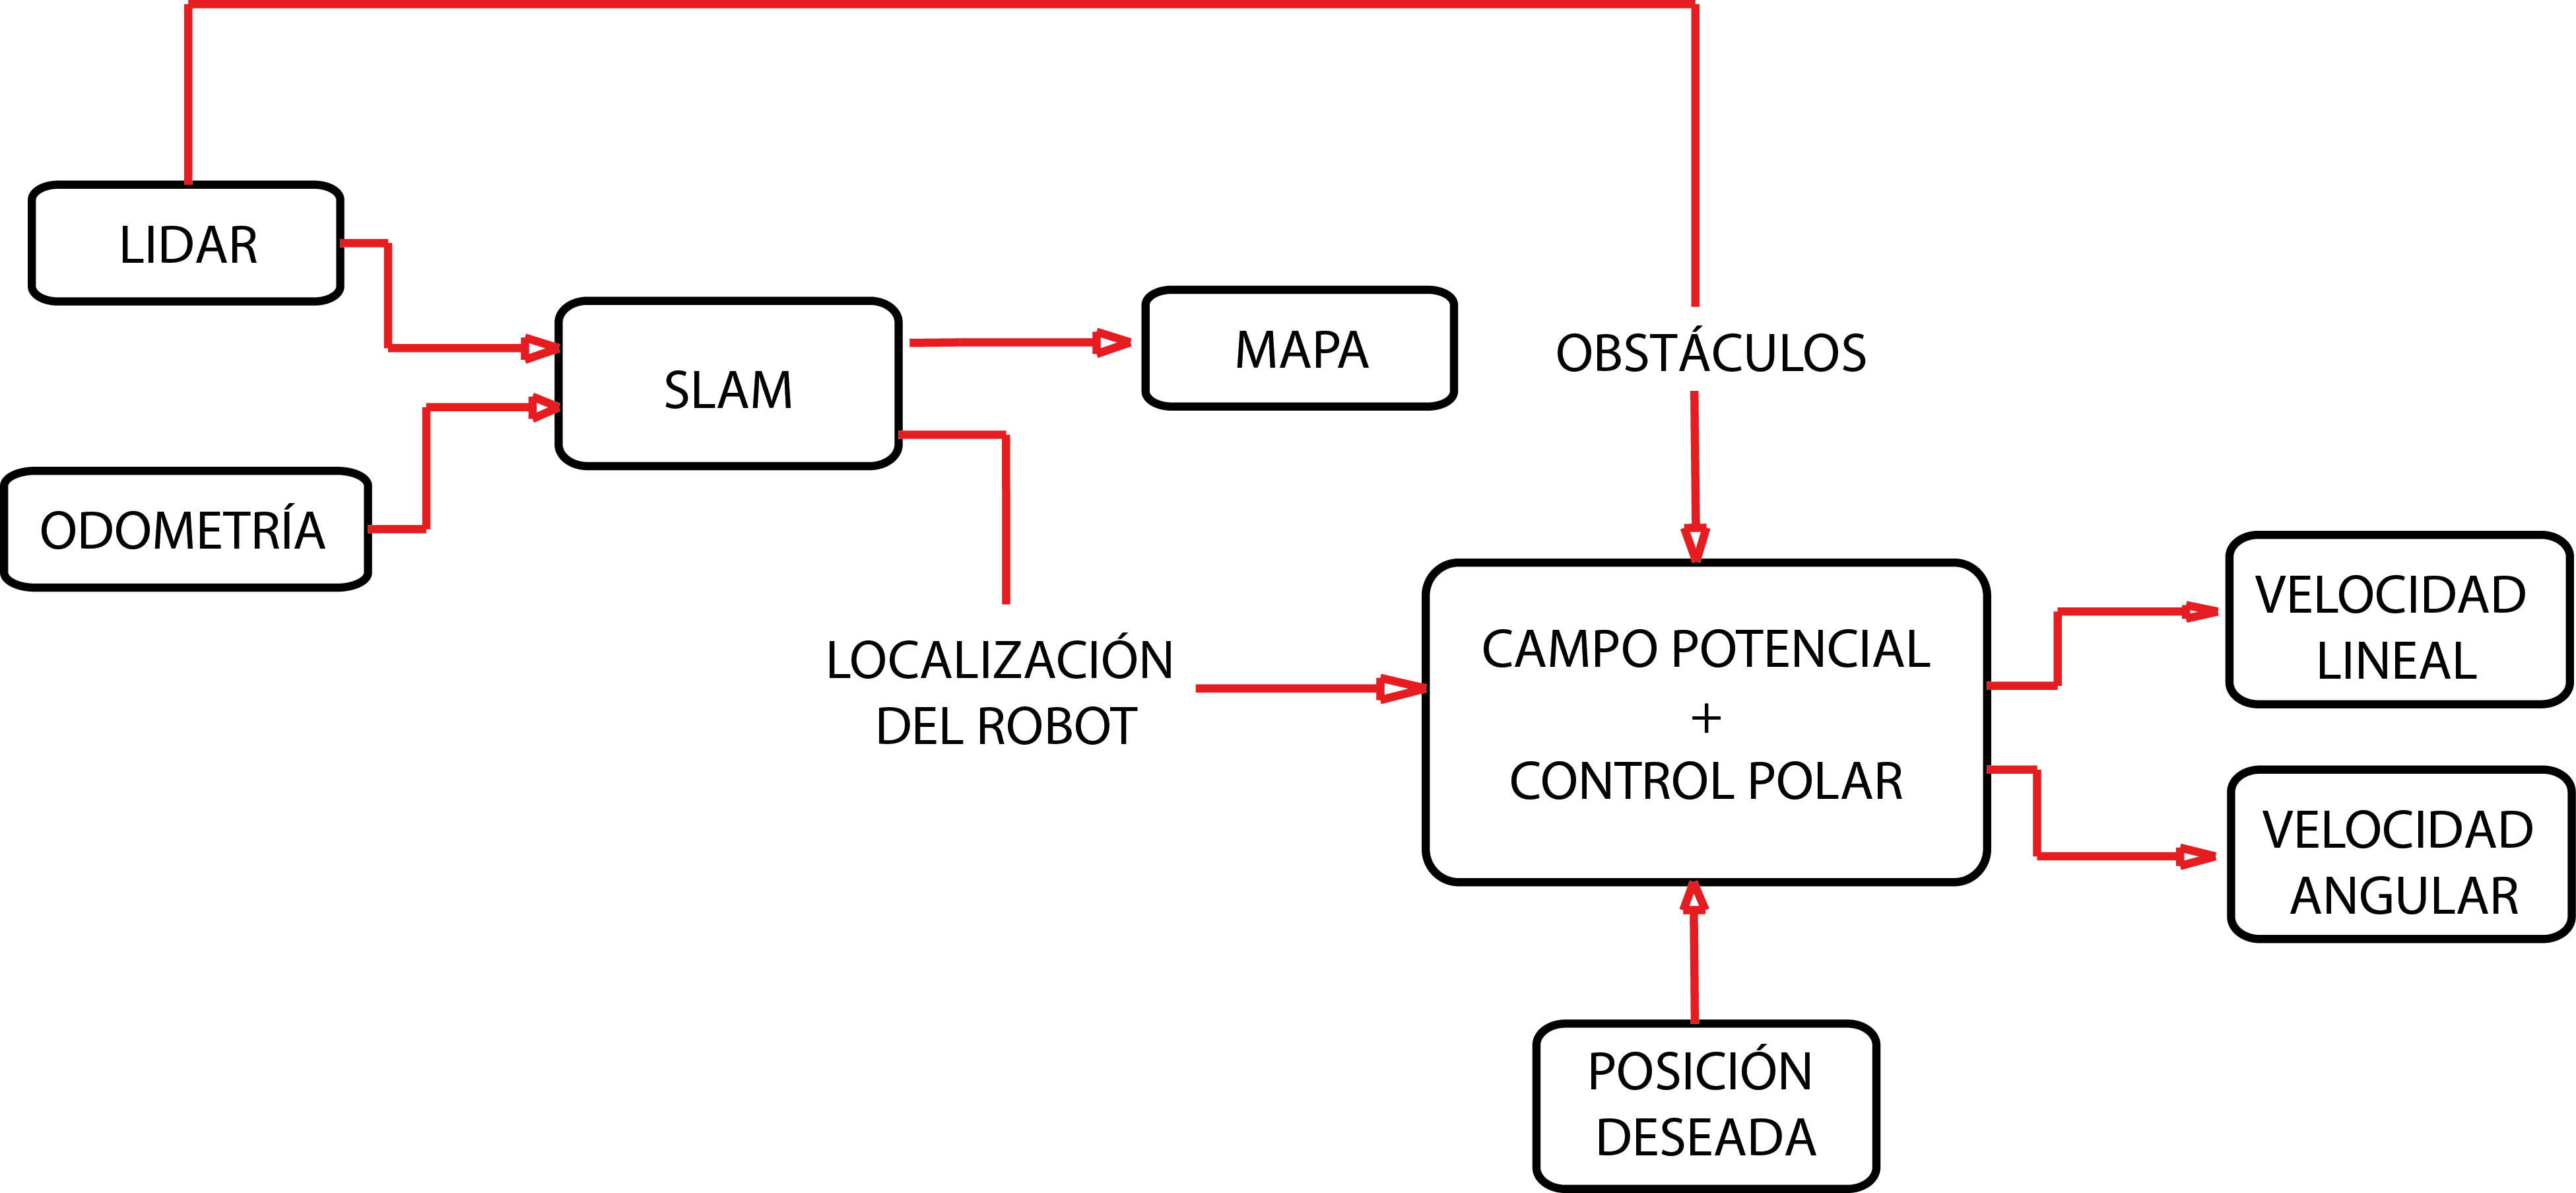 LIDAR
ODOMETRÍA
SLAM
MAPA
OBSTÁCULOS
LOCALIZACIÓN
DEL ROBOT
CAMPO POTENCIAL
+
CONTROL POLAR
VELOCIDAD
LINEAL
VELOCIDAD
ANGULAR
POSICIÓN
DESEADA